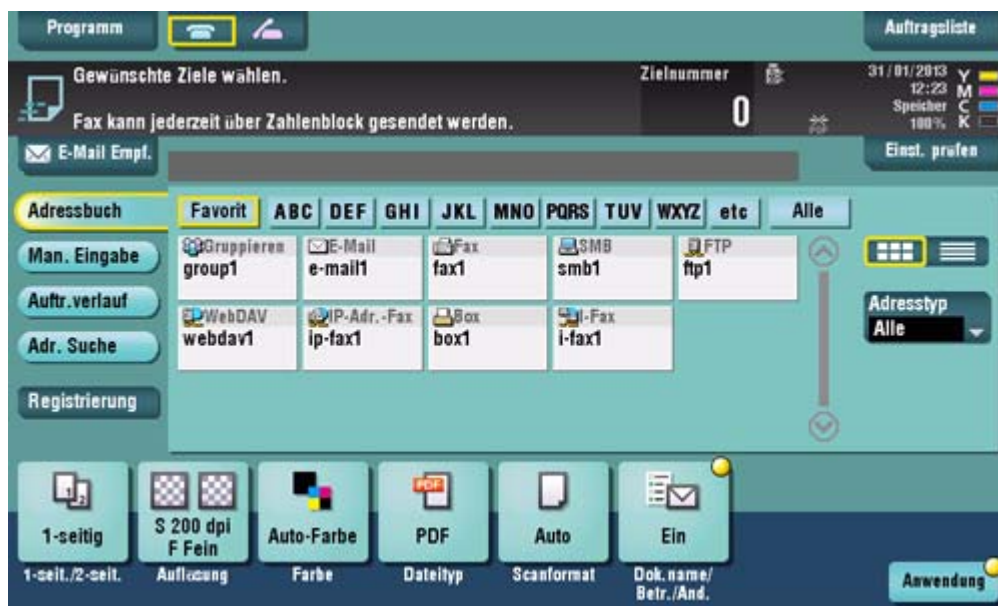 Programm
Auftragsliste
Gewünschte Ziele wählen.
Zielnummer
31/01/2013
12:23
Speicher
100%
Y
M
C
K
0
Fax kann jederzeit über Zahlenblock gesendet werden.
E-Mail Empf.
Einst. prüfen
Adressbuch
Favorit ABC DEF GHI JKL MNO PQRS TUV WXYZ etc Alle
Man. Eingabe
Auftr.verlauf
Adr. Suche
Registrierung
Gruppieren E-Mail Fax SMB FTP
group1 e-mail1 fax1 smb1 ftp1
WebDAV IP-Adr.-Fax Box I-Fax
webdav1 ip-fax1 box1 i-fax1
Adresstyp
Alle
1-seitig
S 200 dpi
F Fein
Auto-Farbe
PDF
PDF
Auto
Ein
1-seit./2-seit.
Auflösung
Farbe
Dateityp
Scanformat
Dok.name/
Betr./And.
Anwendung